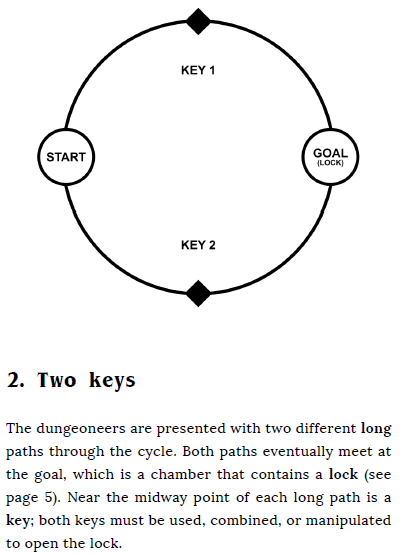 KEY 1
START
GOAL
(LOCK)
KEY 2
2. Two keys
The dungeoneers are presented with two different long
paths through the cycle. Both paths eventually meet at
the goal, which is a chamber that contains a lock (see
page 5). Near the midway point of each long path is a
key; both keys must be used, combined, or manipulated
to open the lock.